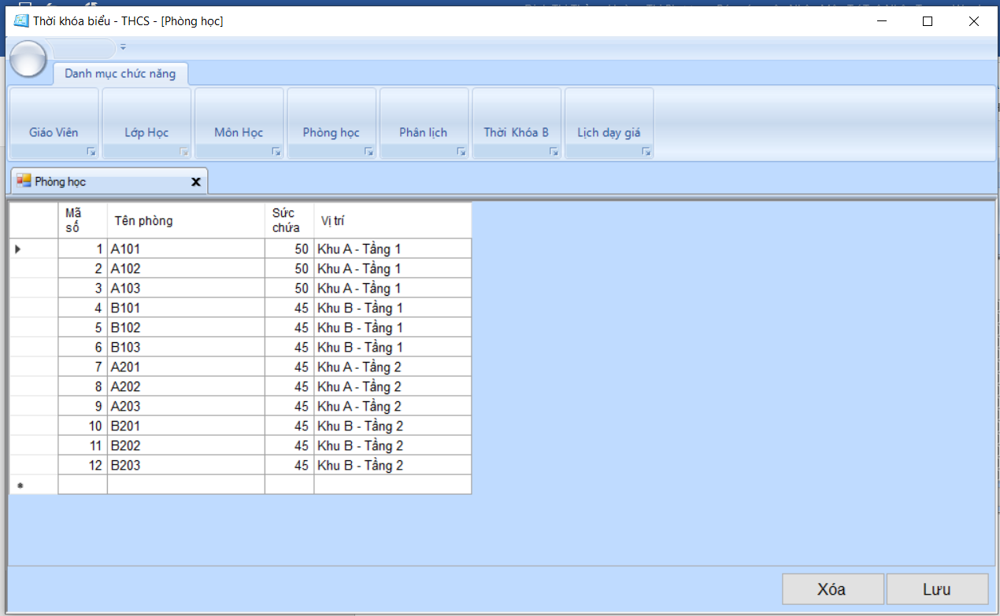 Thời khóa biểu - THCS - [Phòng học]
Danh mục chức năng
Giáo Viên Lớp Học Môn Học Phòng học Phân lịch Thời Khóa B Lịch dạy giá
Phòng học
Mã số Tên phòng Sức chứa Vị trí
1 A101 50 Khu A - Tầng 1
2 A102 50 Khu A - Tầng 1
3 A103 50 Khu A - Tầng 1
4 B101 45 Khu B - Tầng 1
5 B102 45 Khu B - Tầng 1
6 B103 45 Khu B - Tầng 1
7 A201 45 Khu A - Tầng 2
8 A202 45 Khu A - Tầng 2
9 A203 45 Khu A - Tầng 2
10 B201 45 Khu B - Tầng 2
11 B202 45 Khu B - Tầng 2
12 B203 45 Khu B - Tầng 2
Xóa Lưu